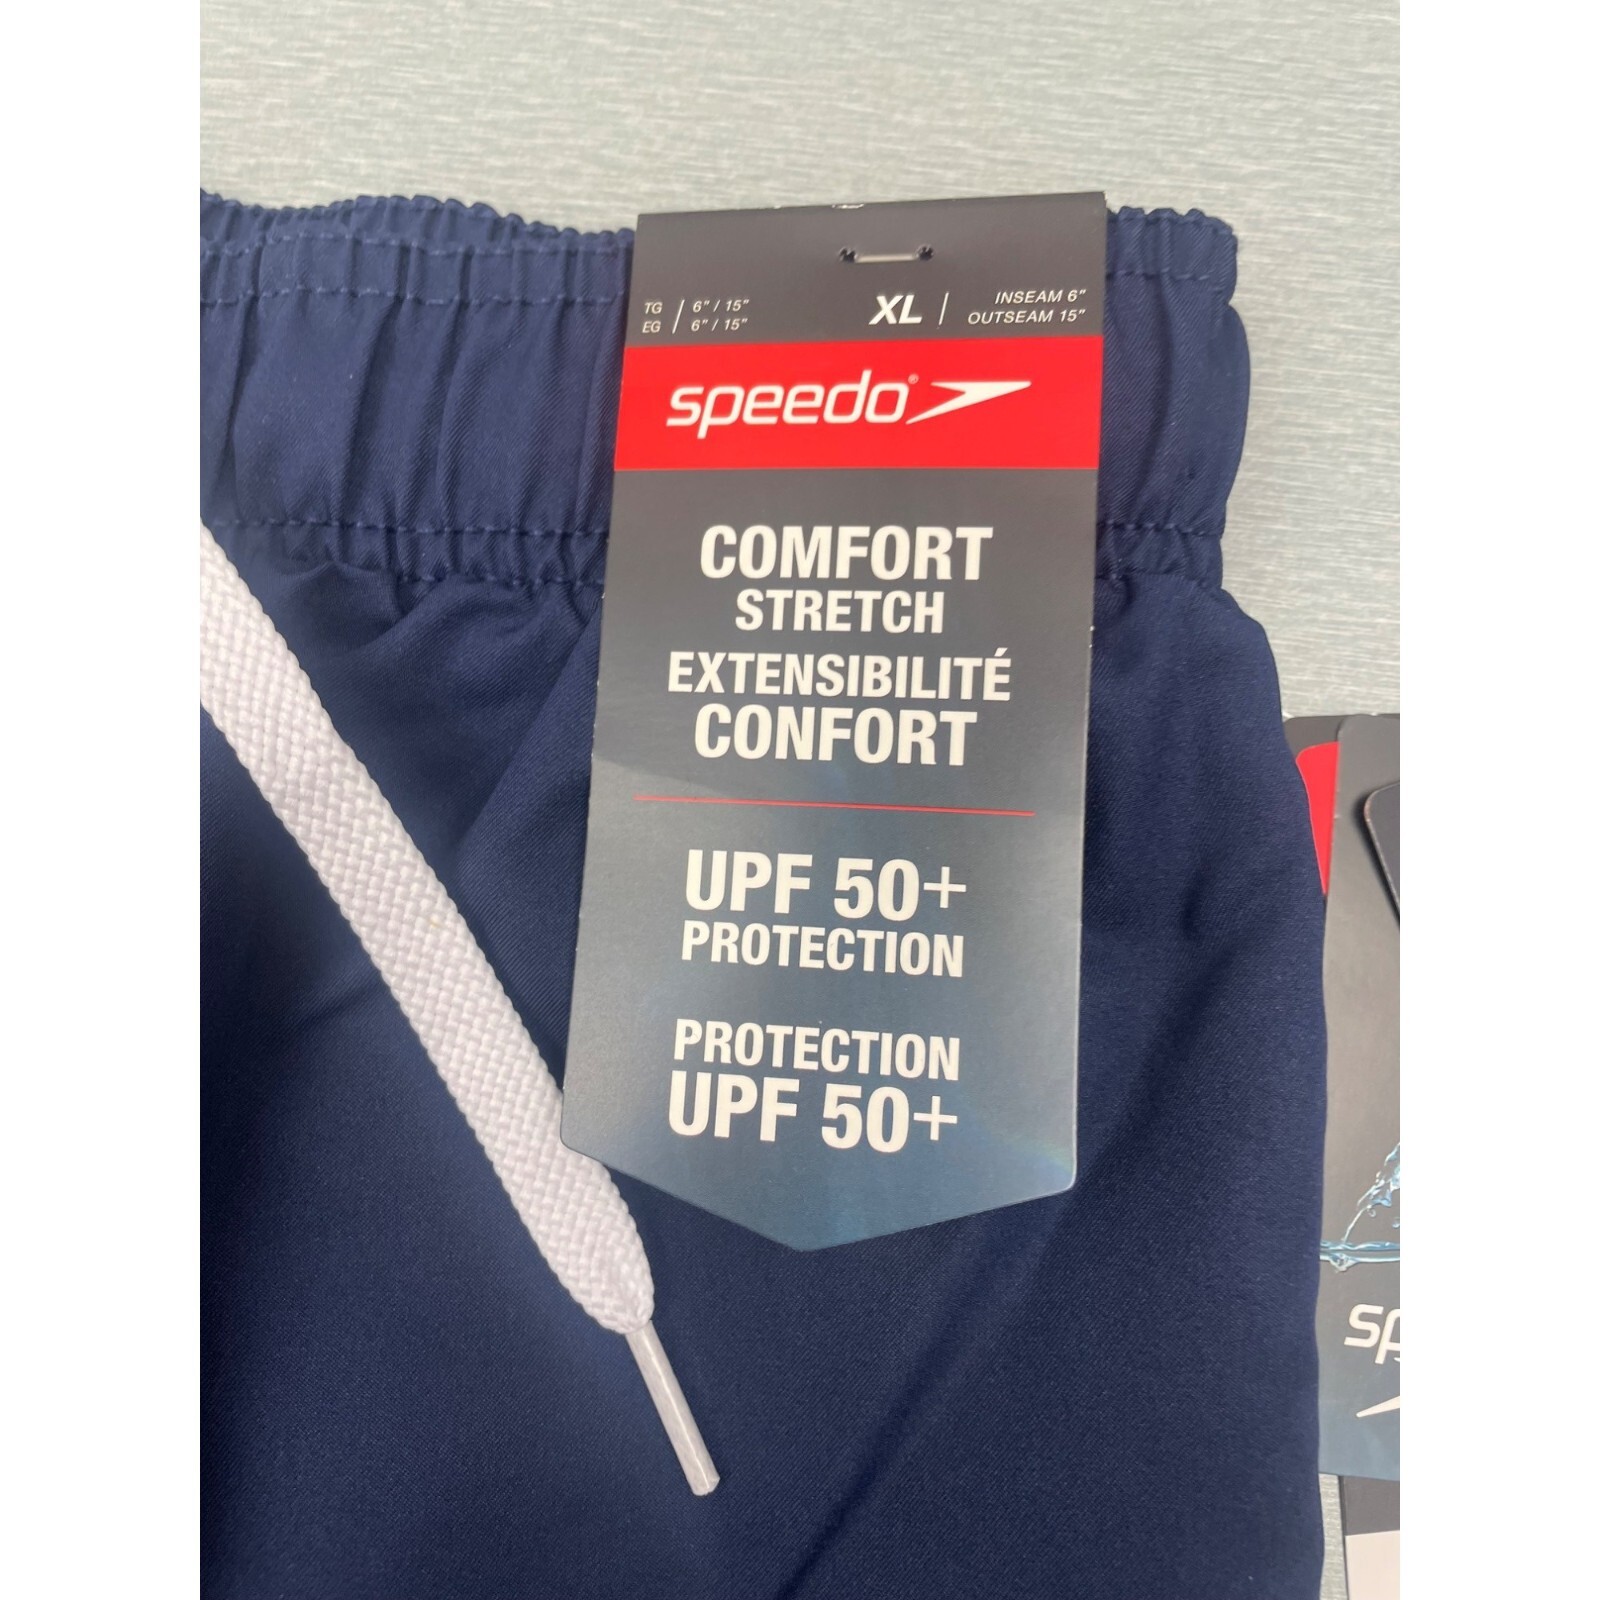 TG / 6" / 15"
EG / 6" / 15"
XL | INSEAM 6"
OUTSEAM 15"
speedo®
COMFORT
STRETCH
EXTENSIBILITÉ
CONFORT
UPF 50+
PROTECTION
PROTECTION
UPF 50+
sp